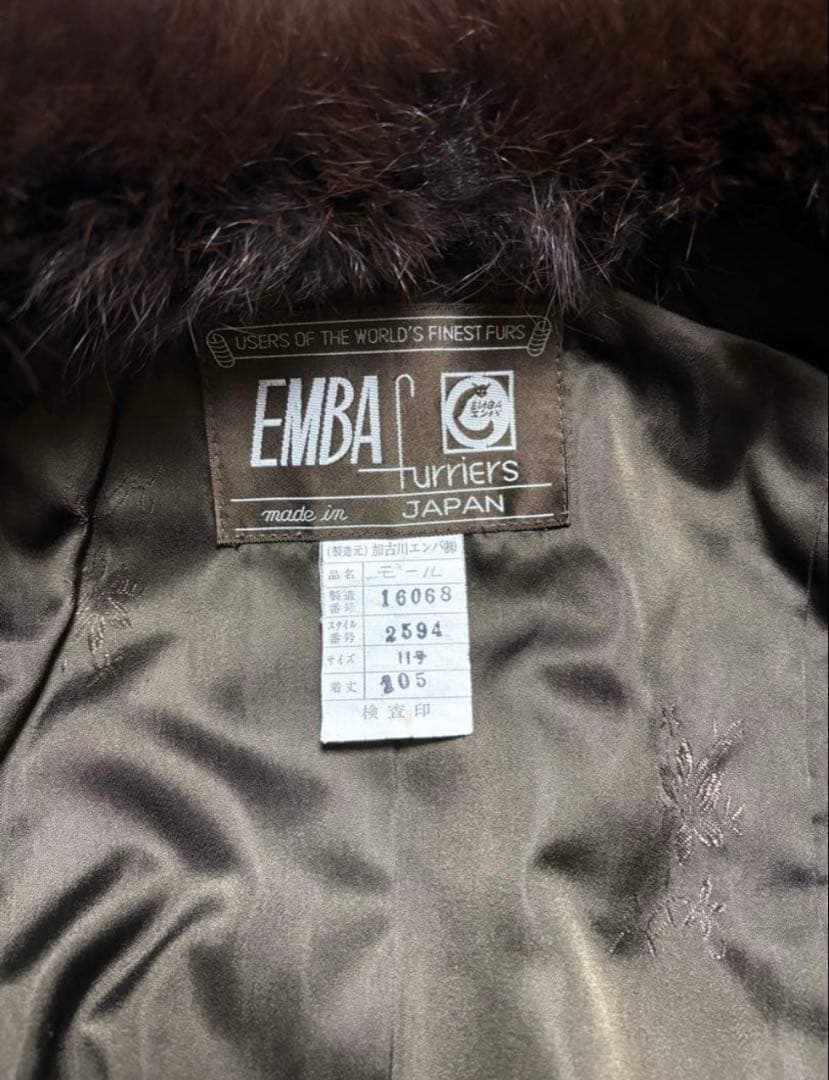 USERS OF THE WORLD'S FINEST FURS
EMBA furriers
EMBA
エンバ
made in JAPAN
(製造元) 加古川エンバ㈱
品名 モール
製造番号 16068
スタイル番号 2594
サイズ 11号
着丈 105
検査印